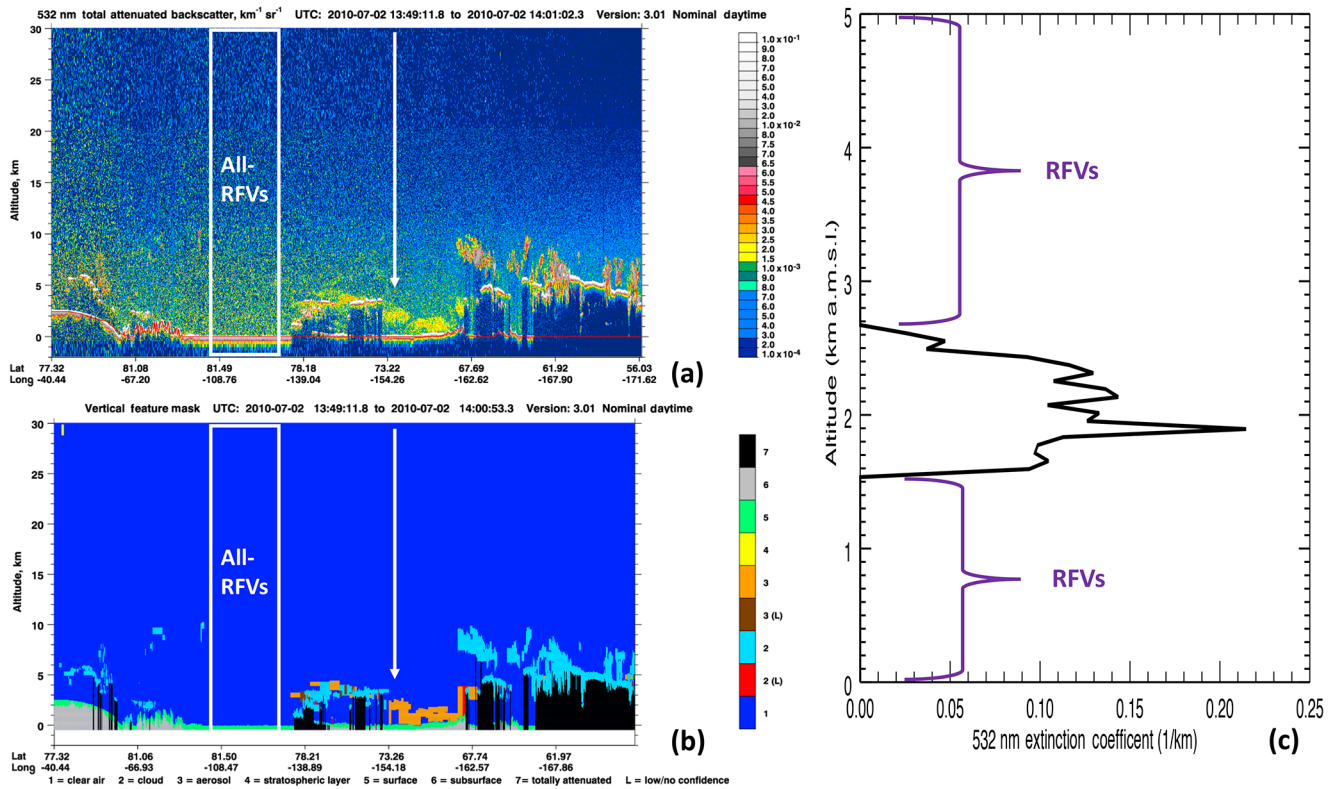 532 nm total attenuated backscatter, km⁻¹ sr⁻¹ UTC: 2010-07-02 13:49:11.8 to 2010-07-02 14:01:02.3 Version: 3.01 Nominal daytime
Altitude, km
30
25
20
15
10
5
0
All-
RFVs
Lat 77.32 81.08 81.49 78.18 73.22 67.69 61.92 56.03
Long -40.44 -67.20 -108.76 -139.04 -154.26 -162.62 -167.90 -171.62
1.0 x 10⁻¹
9.0
8.0
7.0
6.0
5.0
4.0
3.0
2.0
1.0 x 10⁻²
9.0
8.0
7.5
7.0
6.5
6.0
5.5
5.0
4.5
4.0
3.5
3.0
2.5
2.0
1.5
1.0 x 10⁻³
9.0
8.0
7.0
6.0
5.0
4.0
3.0
2.0
1.0 x 10⁻⁴
(a)
Vertical feature mask UTC: 2010-07-02 13:49:11.8 to 2010-07-02 14:00:53.3 Version: 3.01 Nominal daytime
Altitude, km
30
25
20
15
10
5
0
All-
RFVs
Lat 77.32 81.06 81.50 78.21 73.26 67.74 61.97
Long -40.44 -66.93 -108.47 -138.89 -154.18 -162.57 -167.86
7
6
5
4
3
3 (L)
2
2 (L)
1
(b)
1 = clear air 2 = cloud 3 = aerosol 4 = stratospheric layer 5 = surface 6 = subsurface 7 = totally attenuated L = low/no confidence
Altitude (km a.m.s.l.)
5
4
3
2
1
0
RFVs
RFVs
0.00 0.05 0.10 0.15 0.20 0.25
532 nm extinction coefficent (1/km)
(c)